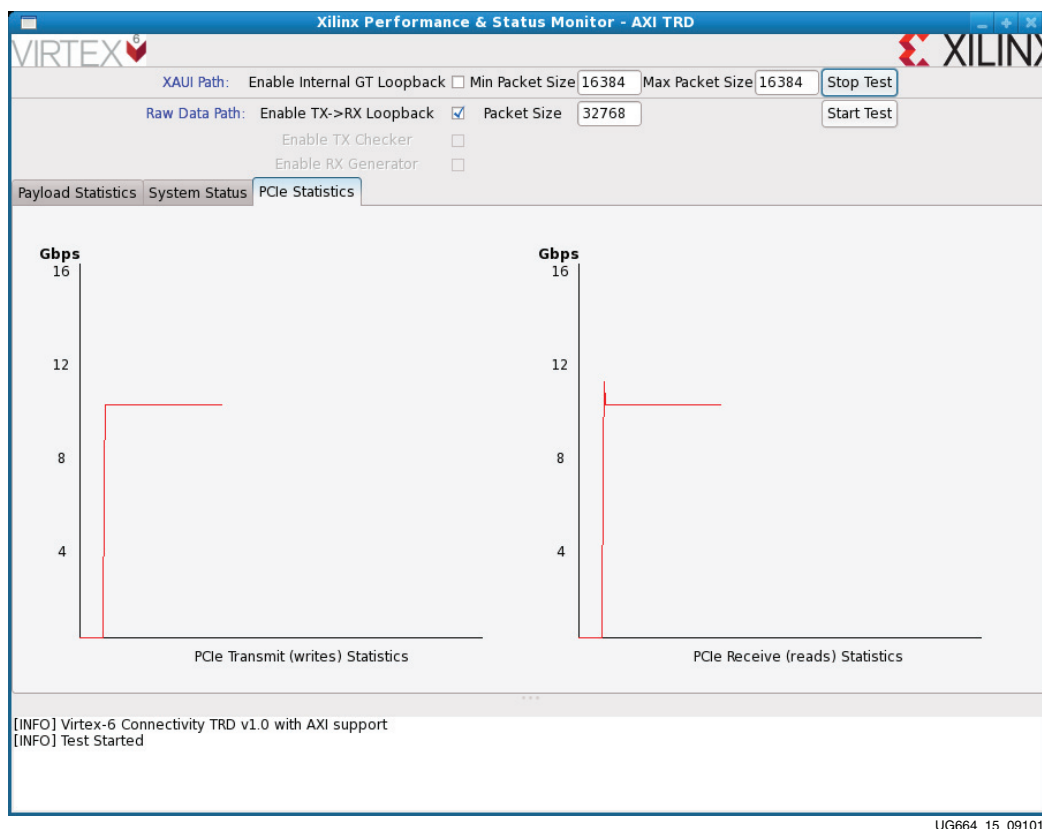 Xilinx Performance & Status Monitor - AXI TRD
VIRTEX 6
XILINX
XAUI Path: Enable Internal GT Loopback Min Packet Size 16384 Max Packet Size 16384 Stop Test
Raw Data Path: Enable TX->RX Loopback Packet Size 32768 Start Test
Enable TX Checker
Enable RX Generator
Payload Statistics System Status PCIe Statistics
Gbps
16
12
8
4
PCIe Transmit (writes) Statistics
Gbps
16
12
8
4
PCIe Receive (reads) Statistics
[INFO] Virtex-6 Connectivity TRD v1.0 with AXI support
[INFO] Test Started
UG664_15_09101